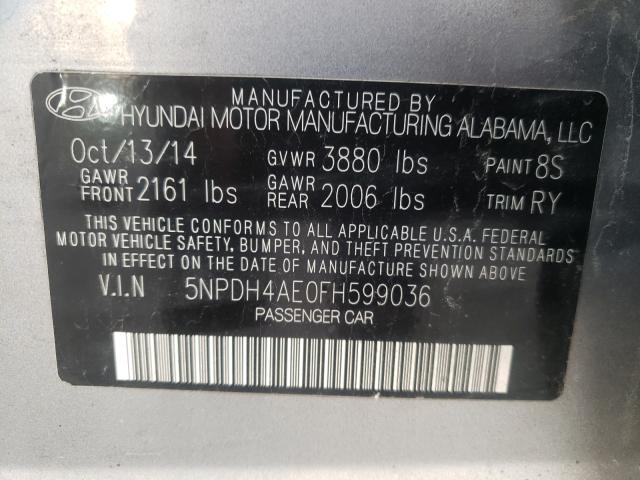 MANUFACTURED BY
HYUNDAI MOTOR MANUFACTURING ALABAMA, LLC
Oct/13/14 GVWR 3880 lbs PAINT 8S
GAWR FRONT 2161 lbs GAWR REAR 2006 lbs TRIM RY
THIS VEHICLE CONFORMS TO ALL APPLICABLE U.S.A. FEDERAL
MOTOR VEHICLE SAFETY, BUMPER, AND THEFT PREVENTION STANDARDS
IN EFFECT ON THE DATE OF MANUFACTURE SHOWN ABOVE.
V.I.N 5NPDH4AE0FH599036
PASSENGER CAR